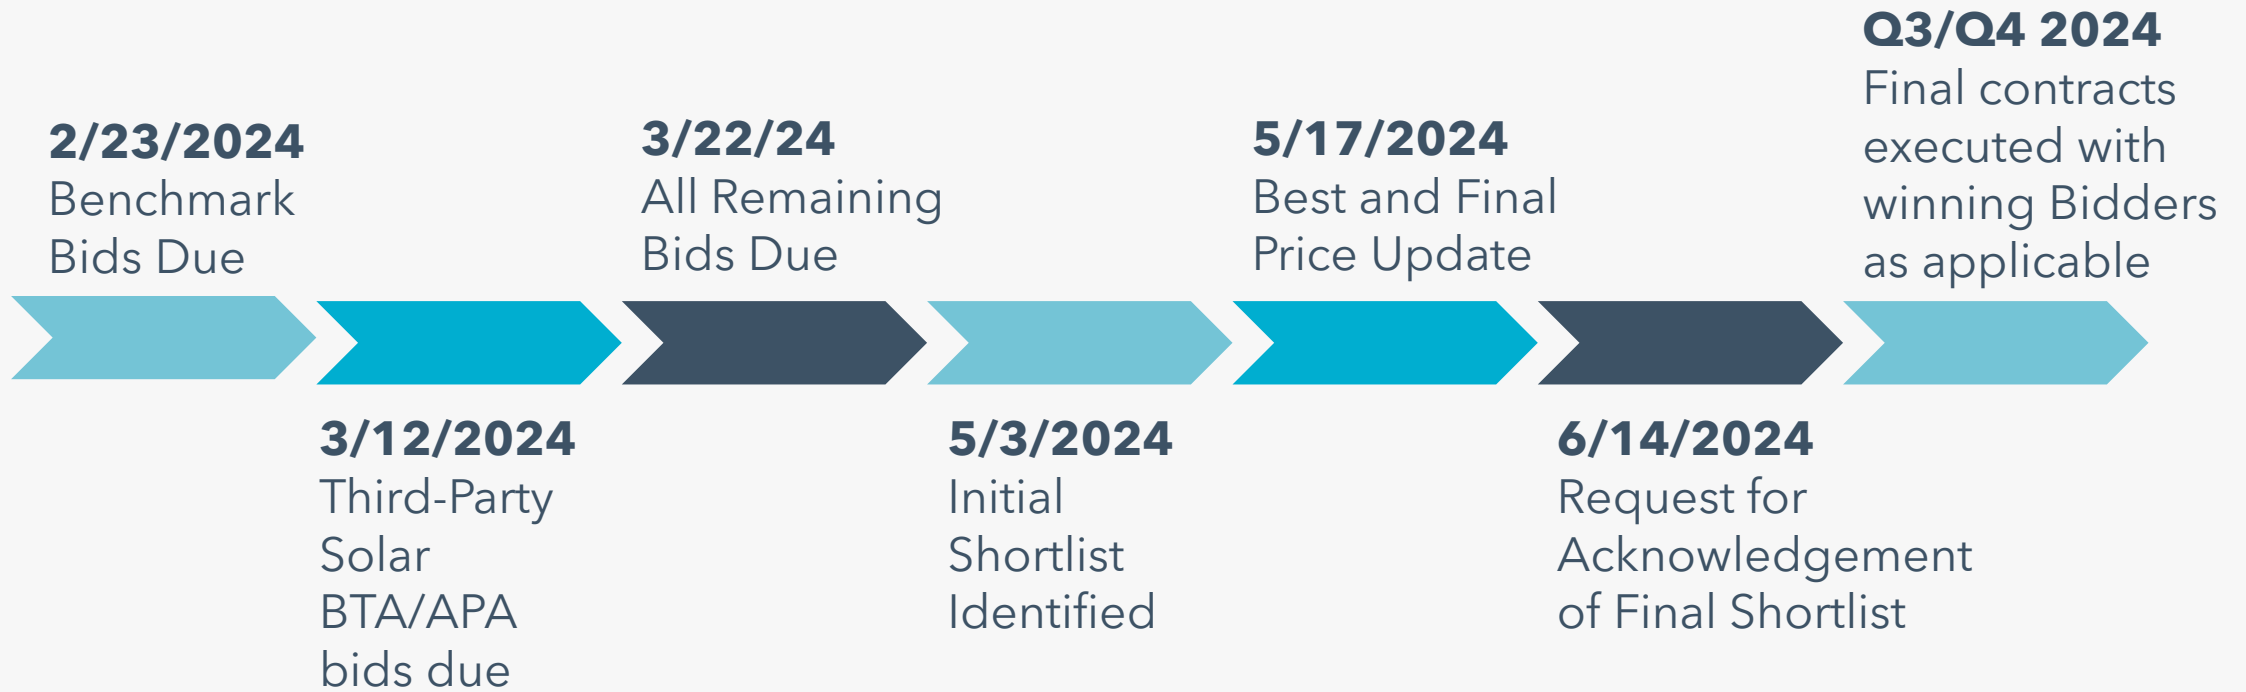 2/23/2024
Benchmark
Bids Due
3/12/2024
Third-Party
Solar
BTA/APA
bids due
3/22/24
All Remaining
Bids Due
5/3/2024
Initial
Shortlist
Identified
5/17/2024
Best and Final
Price Update
6/14/2024
Request for
Acknowledgement
of Final Shortlist
Q3/Q4 2024
Final contracts
executed with
winning Bidders
as applicable